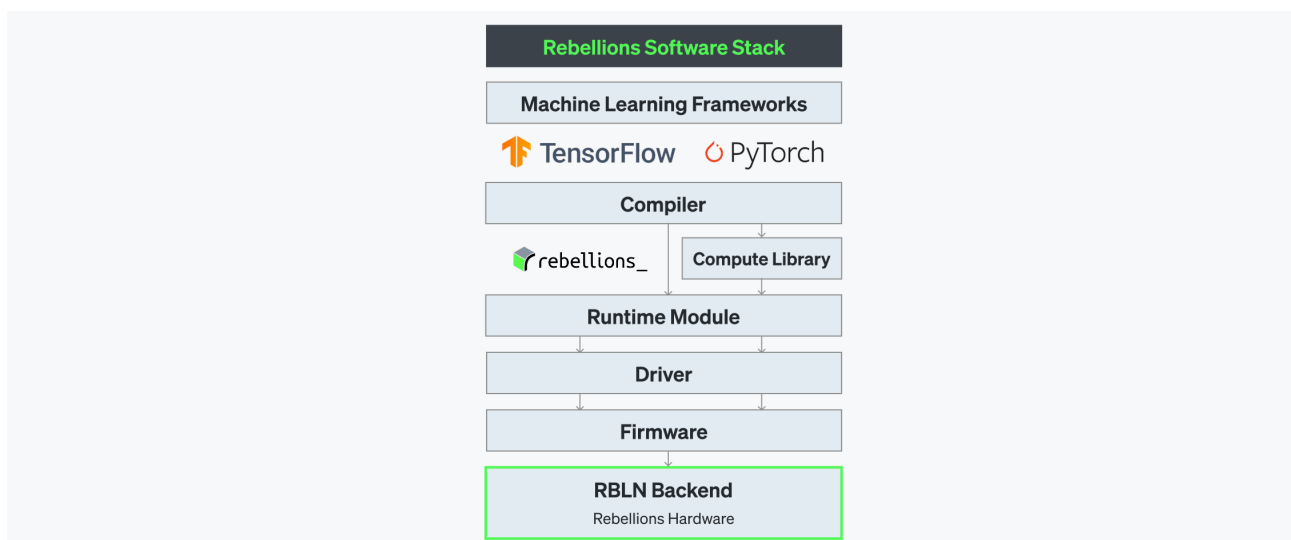 Rebellions Software Stack
Machine Learning Frameworks
TensorFlow PyTorch
Compiler
rebellions_ Compute Library
Runtime Module
Driver
Firmware
RBLN Backend
Rebellions Hardware